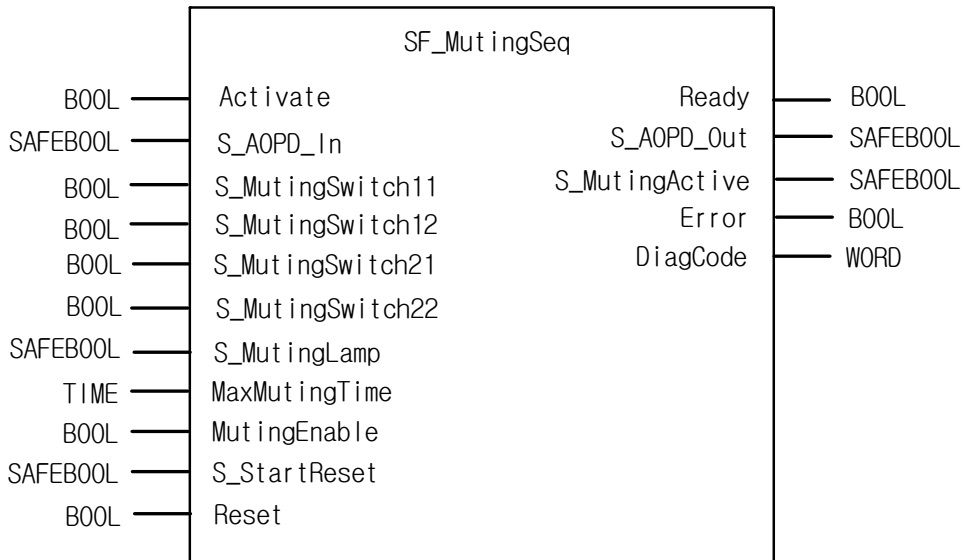 SF_MutingSeq
BOOL Activate Ready BOOL
SAFEBOOL S_AOPD_In S_AOPD_Out SAFEBOOL
BOOL S_MutingSwitch11 S_MutingActive SAFEBOOL
BOOL S_MutingSwitch12 Error BOOL
BOOL S_MutingSwitch21 DiagCode WORD
BOOL S_MutingSwitch22
SAFEBOOL S_MutingLamp
TIME MaxMutingTime
BOOL MutingEnable
SAFEBOOL S_StartReset
BOOL Reset